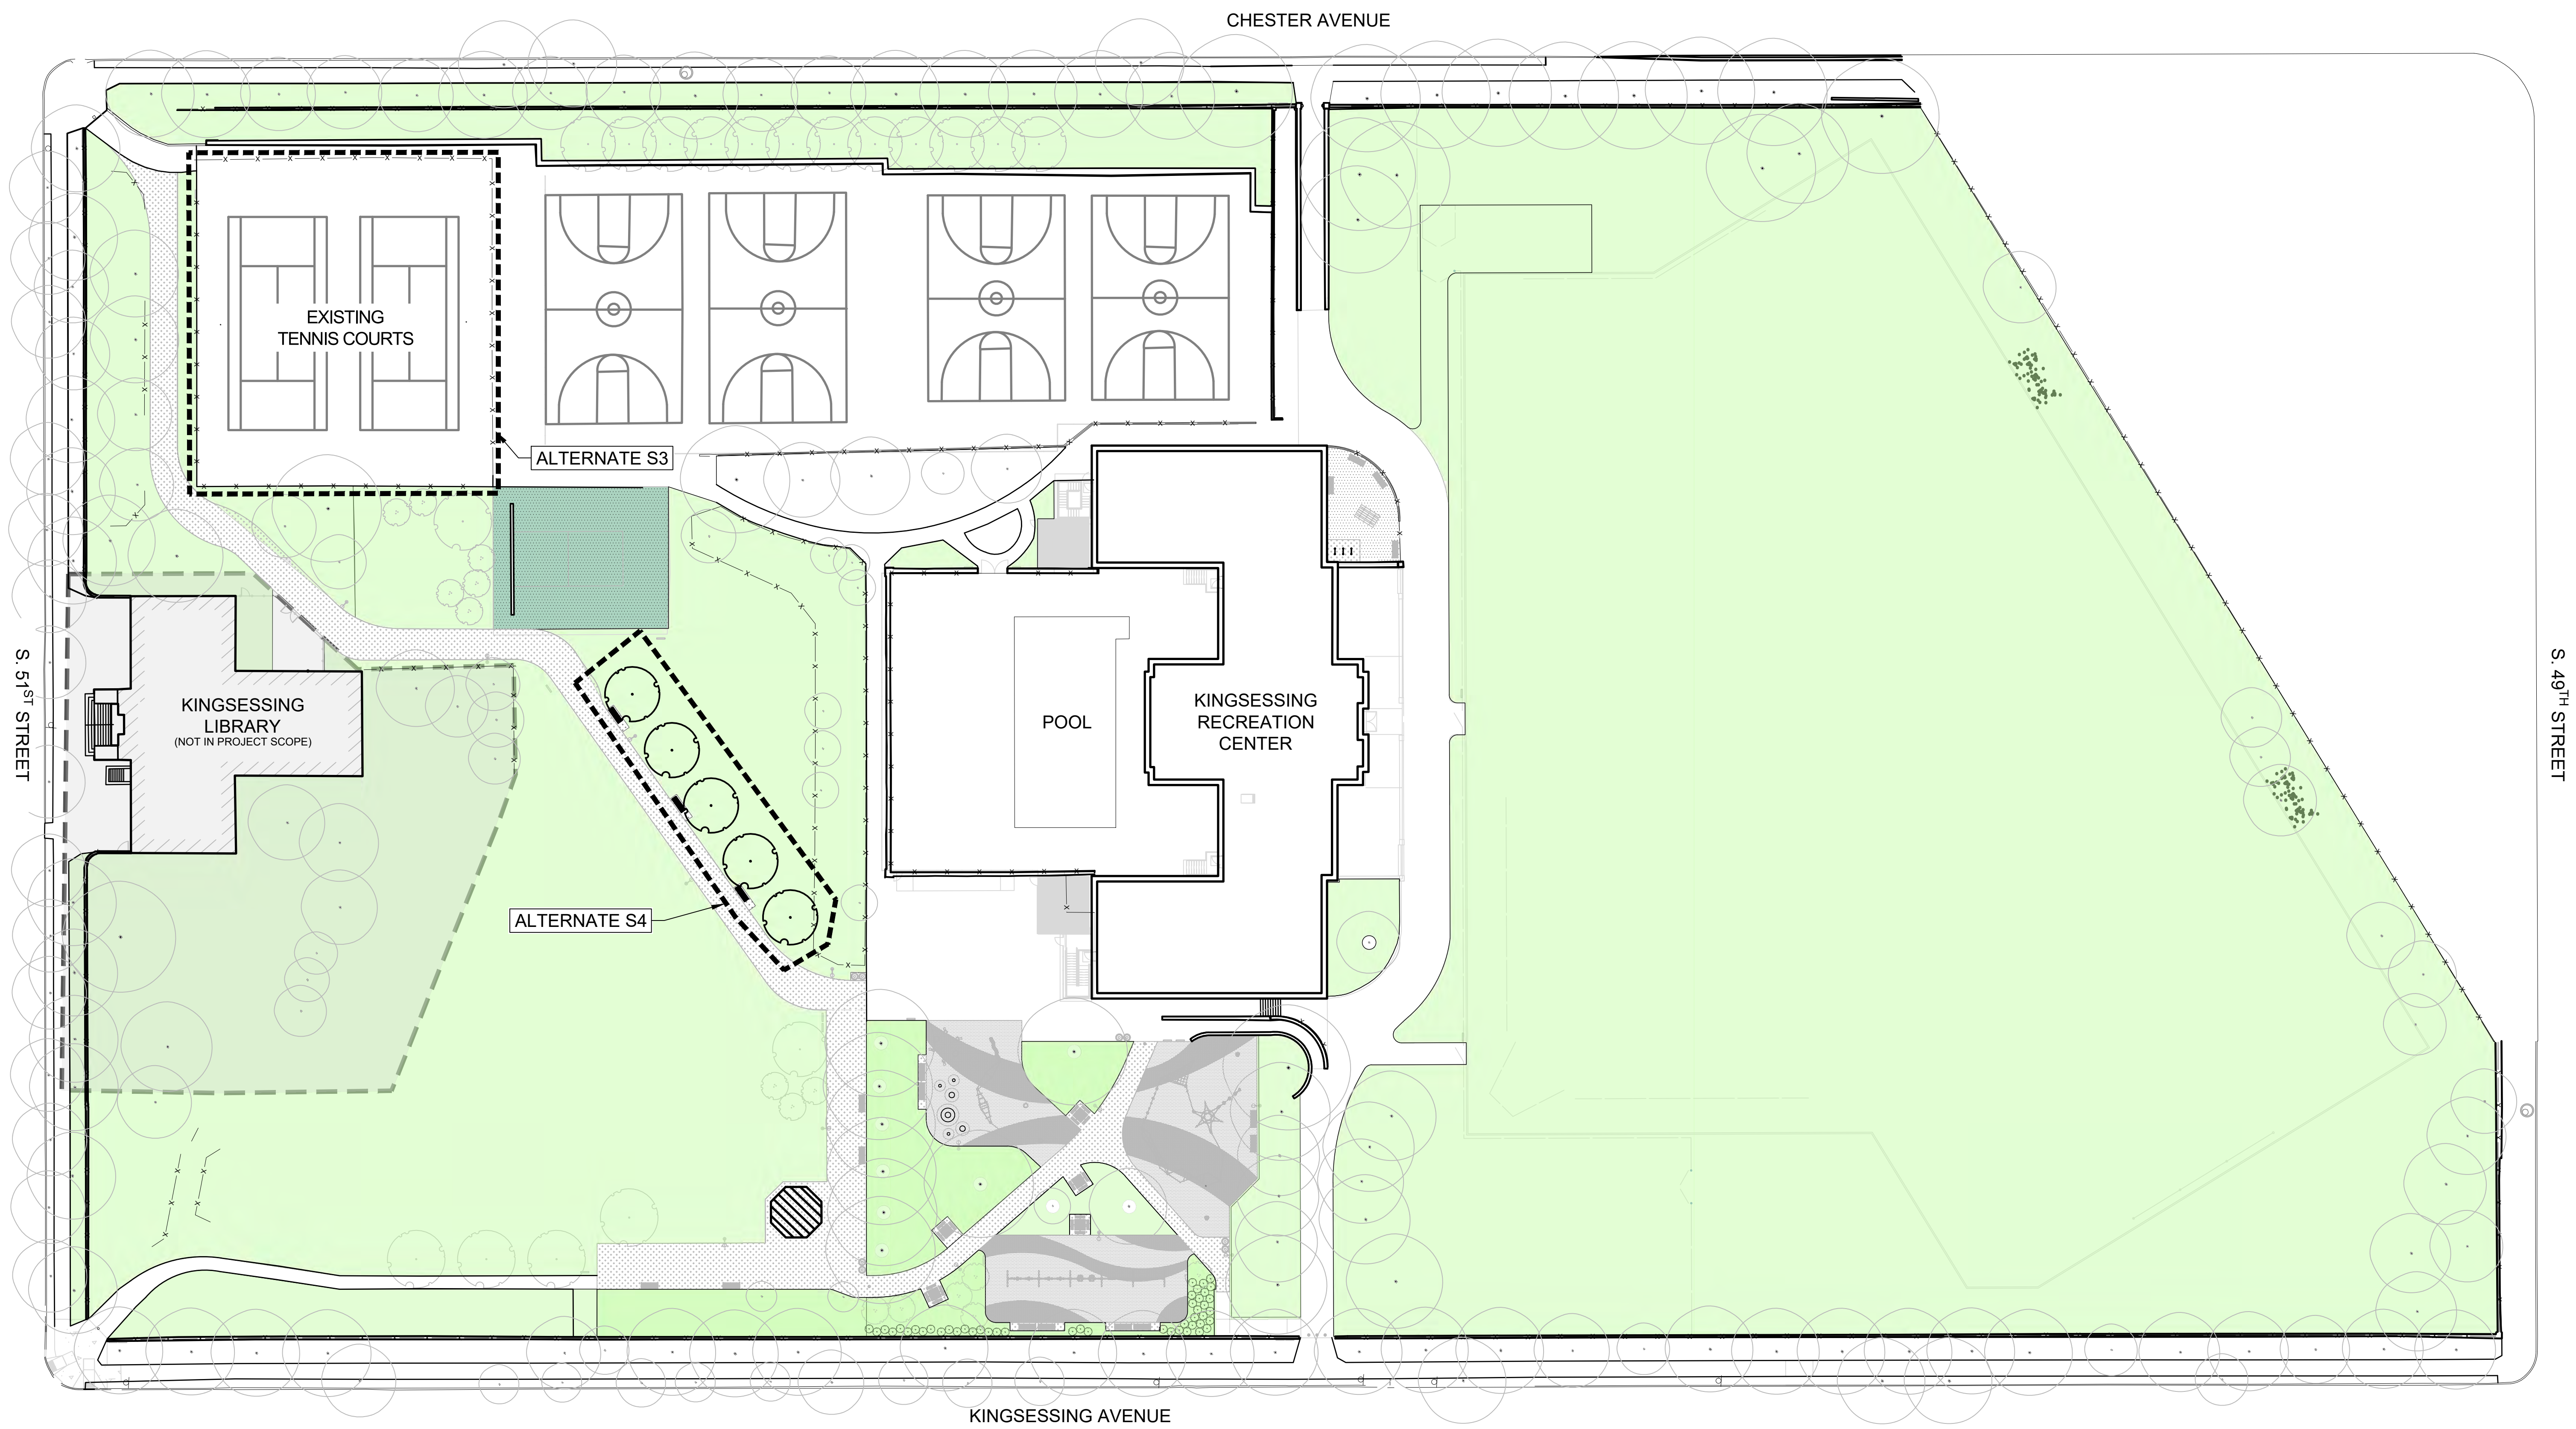 CHESTER AVENUE
EXISTING
TENNIS COURTS
ALTERNATE S3
S. 51ST STREET
KINGSESSING
LIBRARY
(NOT IN PROJECT SCOPE)
POOL
KINGSESSING
RECREATION
CENTER
S. 49TH STREET
ALTERNATE S4
KINGSESSING AVENUE